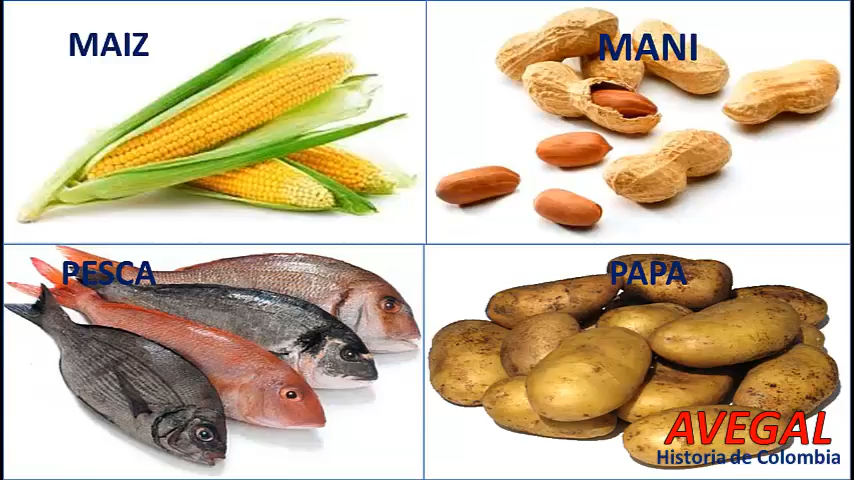 MAIZ
MANI
PESCA
PAPA
AVEGAL
Historia de Colombia